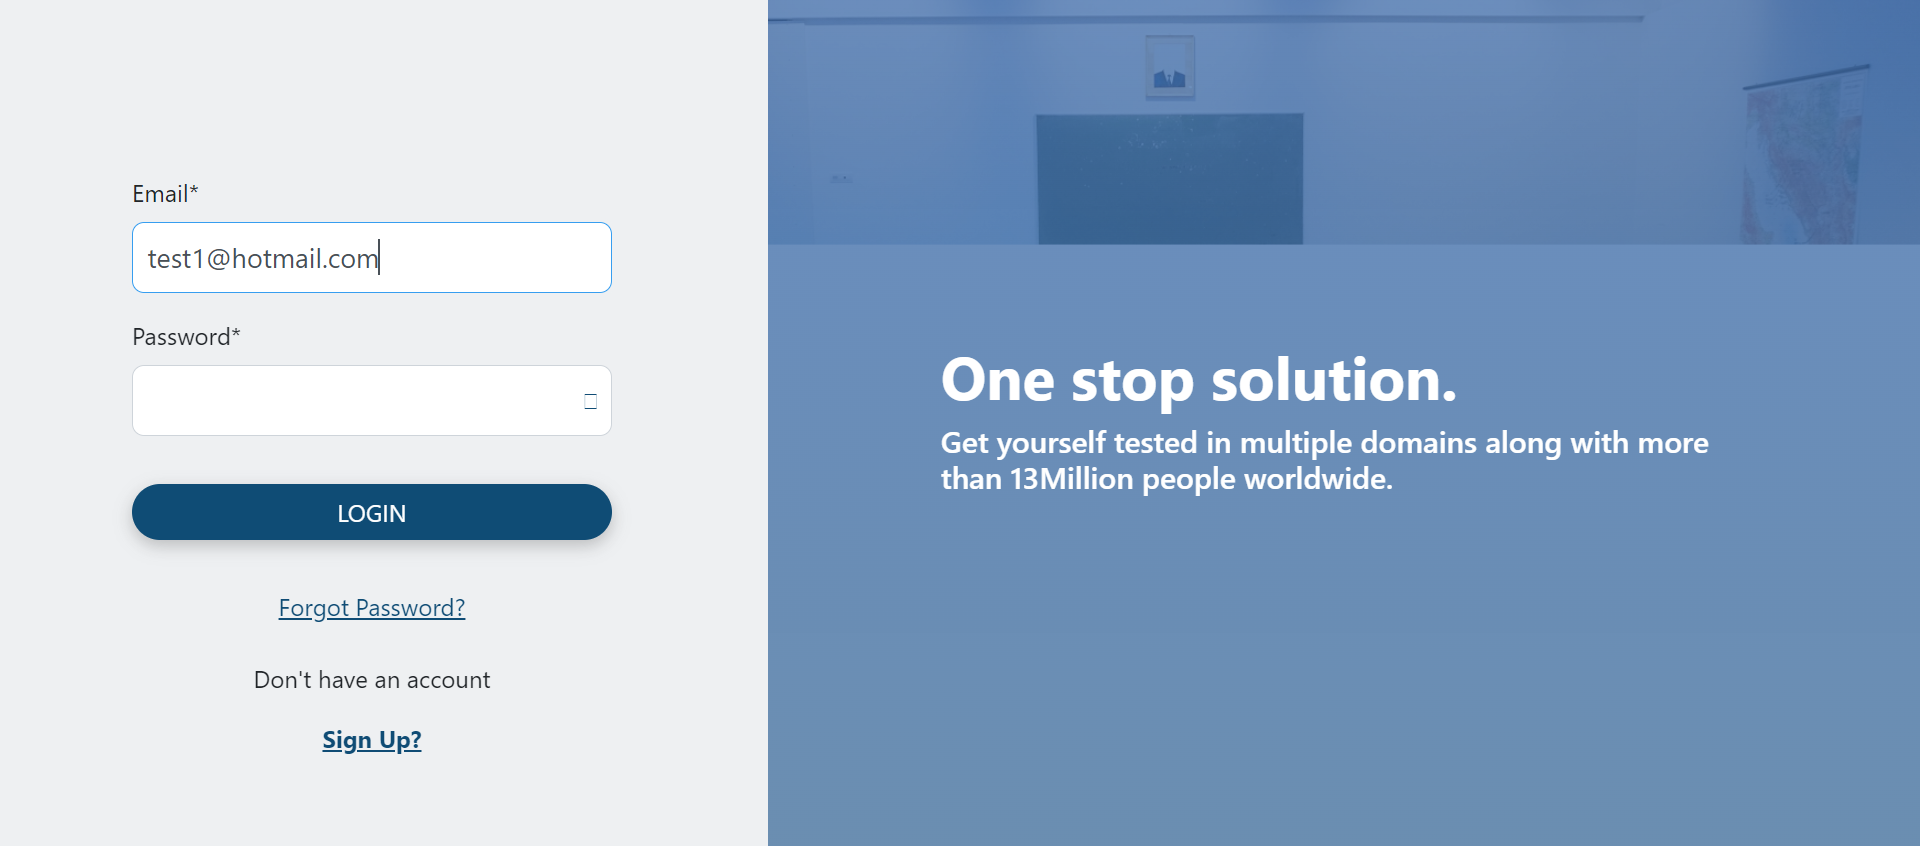 Email*
test1@hotmail.com
Password*
LOGIN
Forgot Password?
Don't have an account
Sign Up?
One stop solution.
Get yourself tested in multiple domains along with more
than 13Million people worldwide.